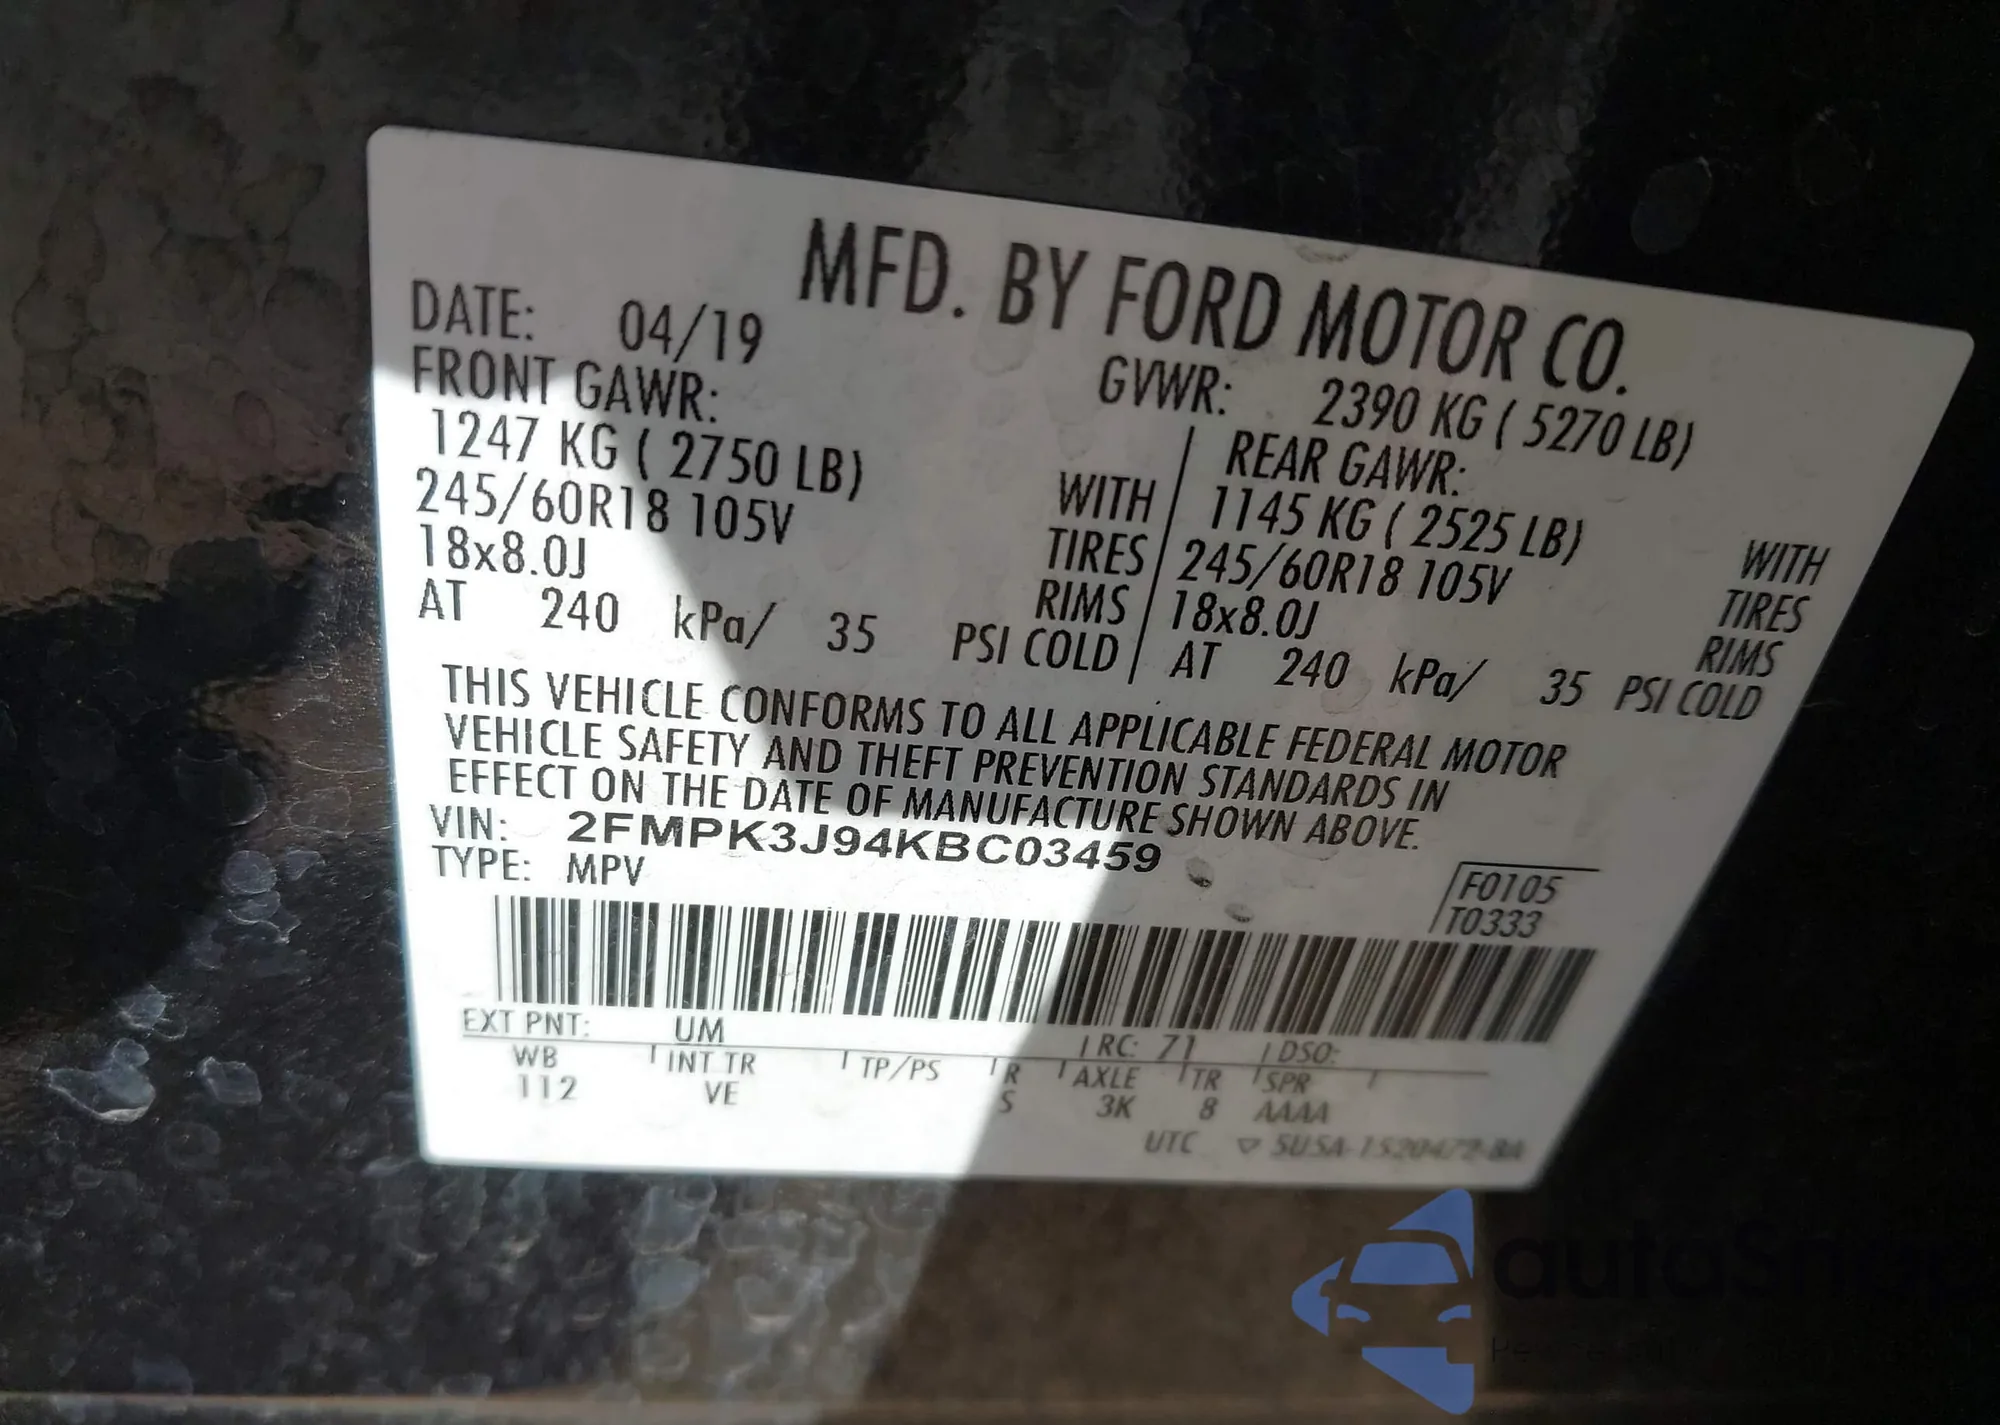 MFD. BY FORD MOTOR CO.
DATE: 04/19 GVWR: 2390 KG ( 5270 LB)
FRONT GAWR: REAR GAWR:
1247 KG ( 2750 LB) WITH 1145 KG ( 2525 LB) WITH
245/60R18 105V TIRES 245/60R18 105V TIRES
18x8.0J RIMS 18x8.0J RIMS
AT 240 kPa/ 35 PSI COLD AT 240 kPa/ 35 PSI COLD
THIS VEHICLE CONFORMS TO ALL APPLICABLE FEDERAL MOTOR
VEHICLE SAFETY AND THEFT PREVENTION STANDARDS IN
EFFECT ON THE DATE OF MANUFACTURE SHOWN ABOVE.
VIN: 2FMPK3J94KBC03459
TYPE: MPV
F0105
T0333
EXT PNT: UM RC: 71 DSO:
WB INT TR TP/PS R AXLE TR SPR
112 VE S 3K 8 AAAA
UTC ▽ 5USA-1520472-BA